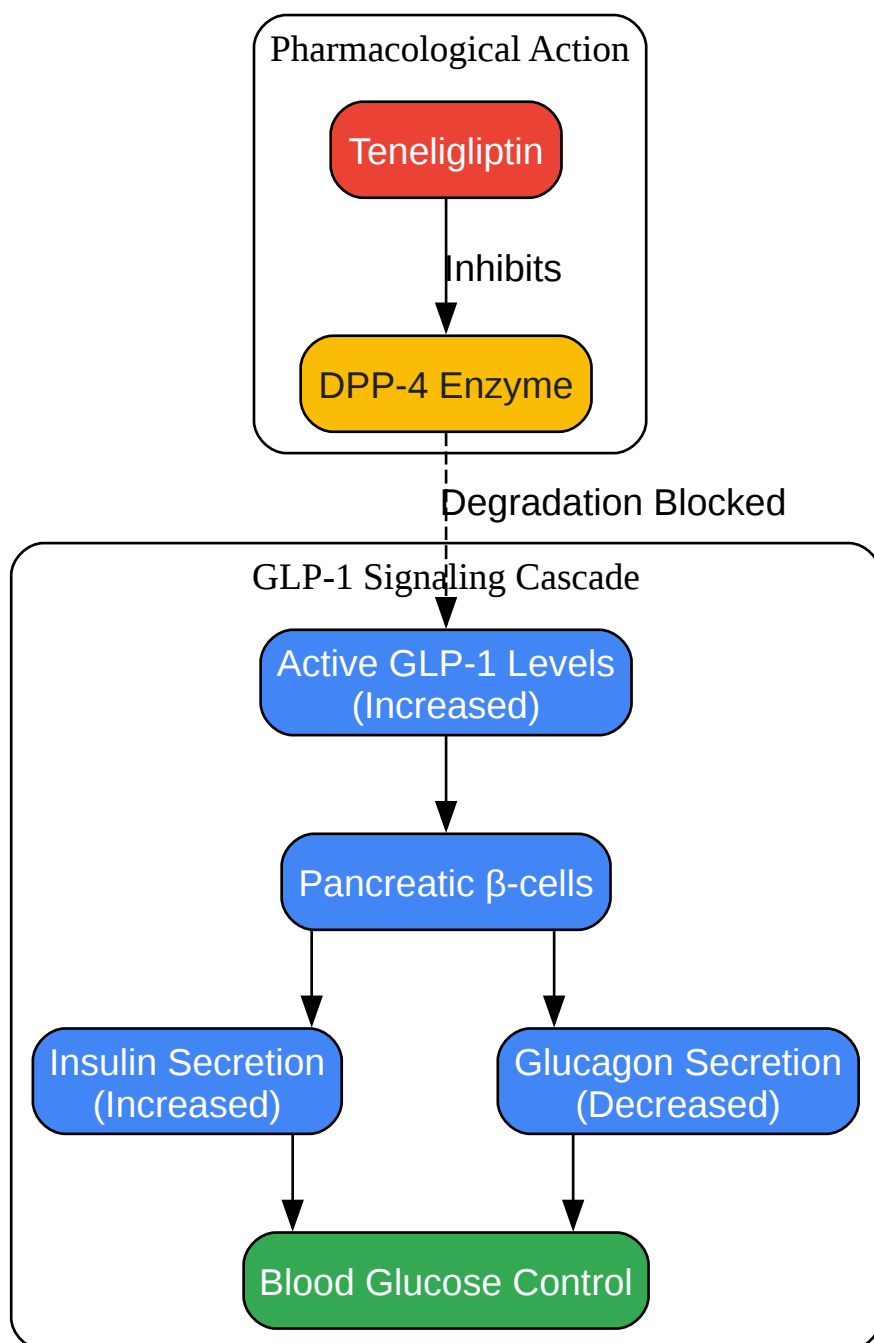 Pharmacological Action
Teneligliptin
Inhibits
DPP-4 Enzyme
Degradation Blocked
GLP-1 Signaling Cascade
Active GLP-1 Levels
(Increased)
Pancreatic β-cells
Insulin Secretion
(Increased)
Glucagon Secretion
(Decreased)
Blood Glucose Control